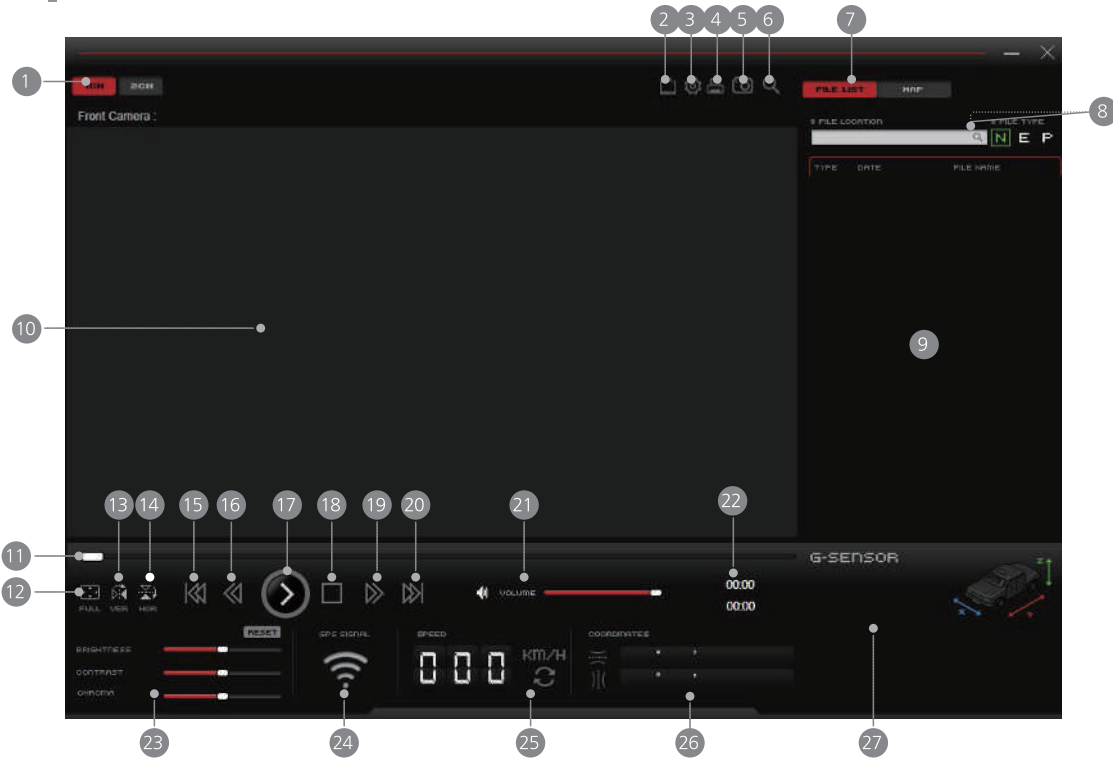 2 3 4 5 6 7
1 1CH 2CH
FILE LIST MAP
Front Camera :
FILE LOCATION FILE TYPE 8
N E P
TYPE DATE FILE NAME
10
9
13 14 15 16 17 18 19 20 21 22
11
G-SENSOR
Z
12
FULL VER HOR
VOLUME
00:00
00:00
X Y
RESET
BRIGHTNESS
CONTRAST
CHROMA
GPS SIGNAL
SPEED
000 KM/H
COORDINATES
23 24 25 26 27